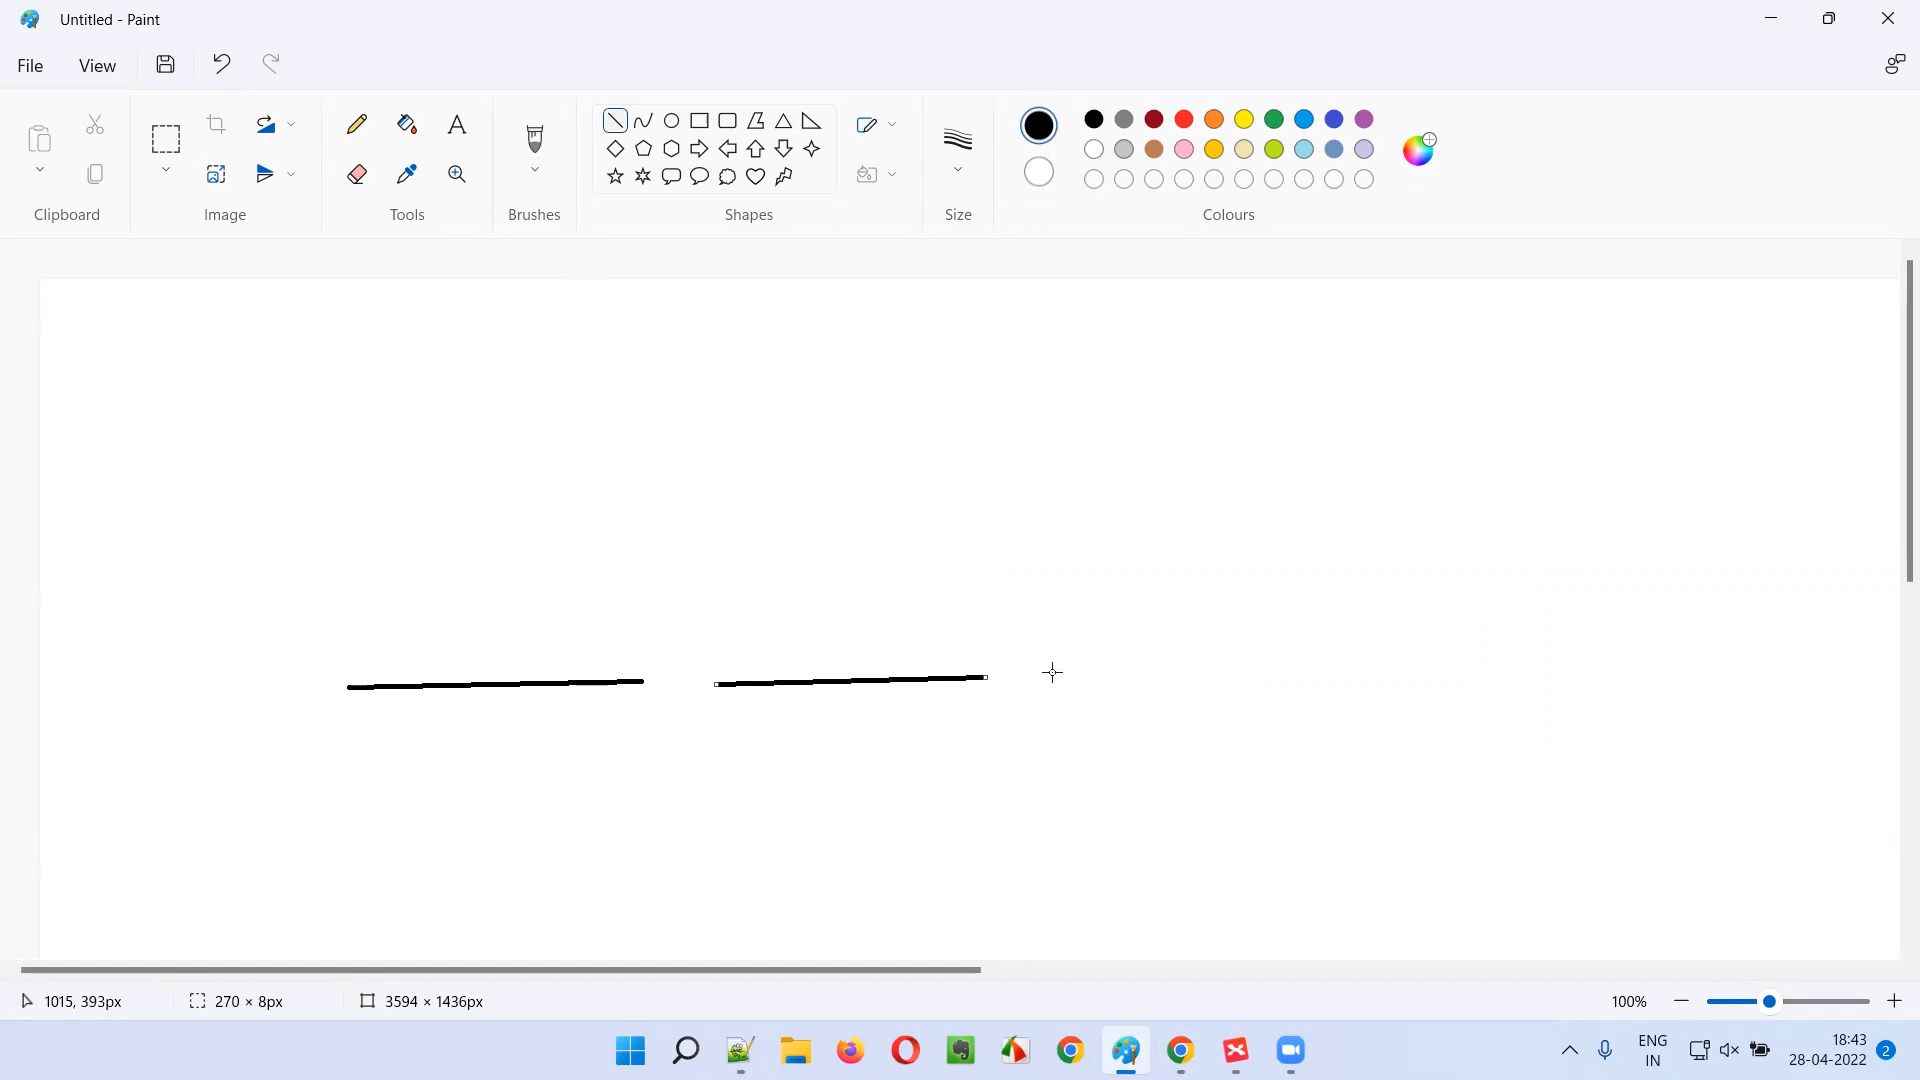 Untitled - Paint
File View
Clipboard Image Tools Brushes Shapes Size Colours
1015, 393px 270 × 8px 3594 × 1436px 100%
ENG 18:43
IN 28-04-2022 2